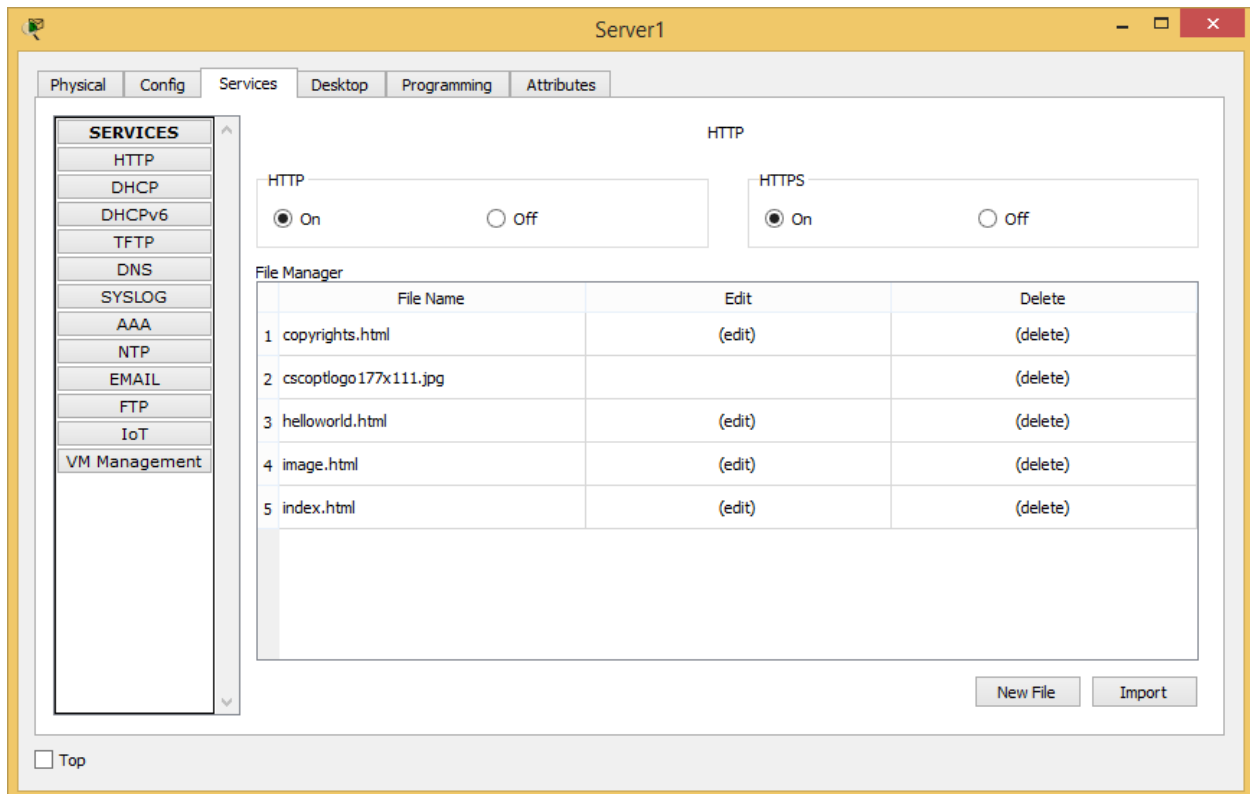 Server1
Physical Config Services Desktop Programming Attributes
SERVICES
HTTP
DHCP
DHCPv6
TFTP
DNS
SYSLOG
AAA
NTP
EMAIL
FTP
IoT
VM Management
HTTP
HTTP
On Off
HTTPS
On Off
File Manager
File Name Edit Delete
1 copyrights.html (edit) (delete)
2 cscoptlogo177x111.jpg (delete)
3 helloworld.html (edit) (delete)
4 image.html (edit) (delete)
5 index.html (edit) (delete)
New File Import
Top